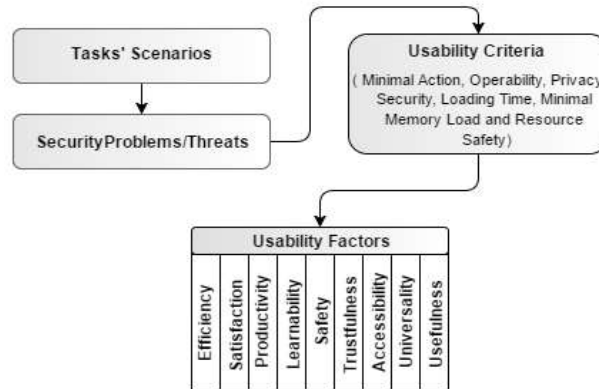 Tasks' Scenarios
SecurityProblems/Threats
Usability Criteria
( Minimal Action, Operability, Privacy
Security, Loading Time, Minimal
Memory Load and Resource
Safety)
Usability Factors
Efficiency
Satisfaction
Productivity
Learnability
Safety
Trustfulness
Accessibility
Universality
Usefulness